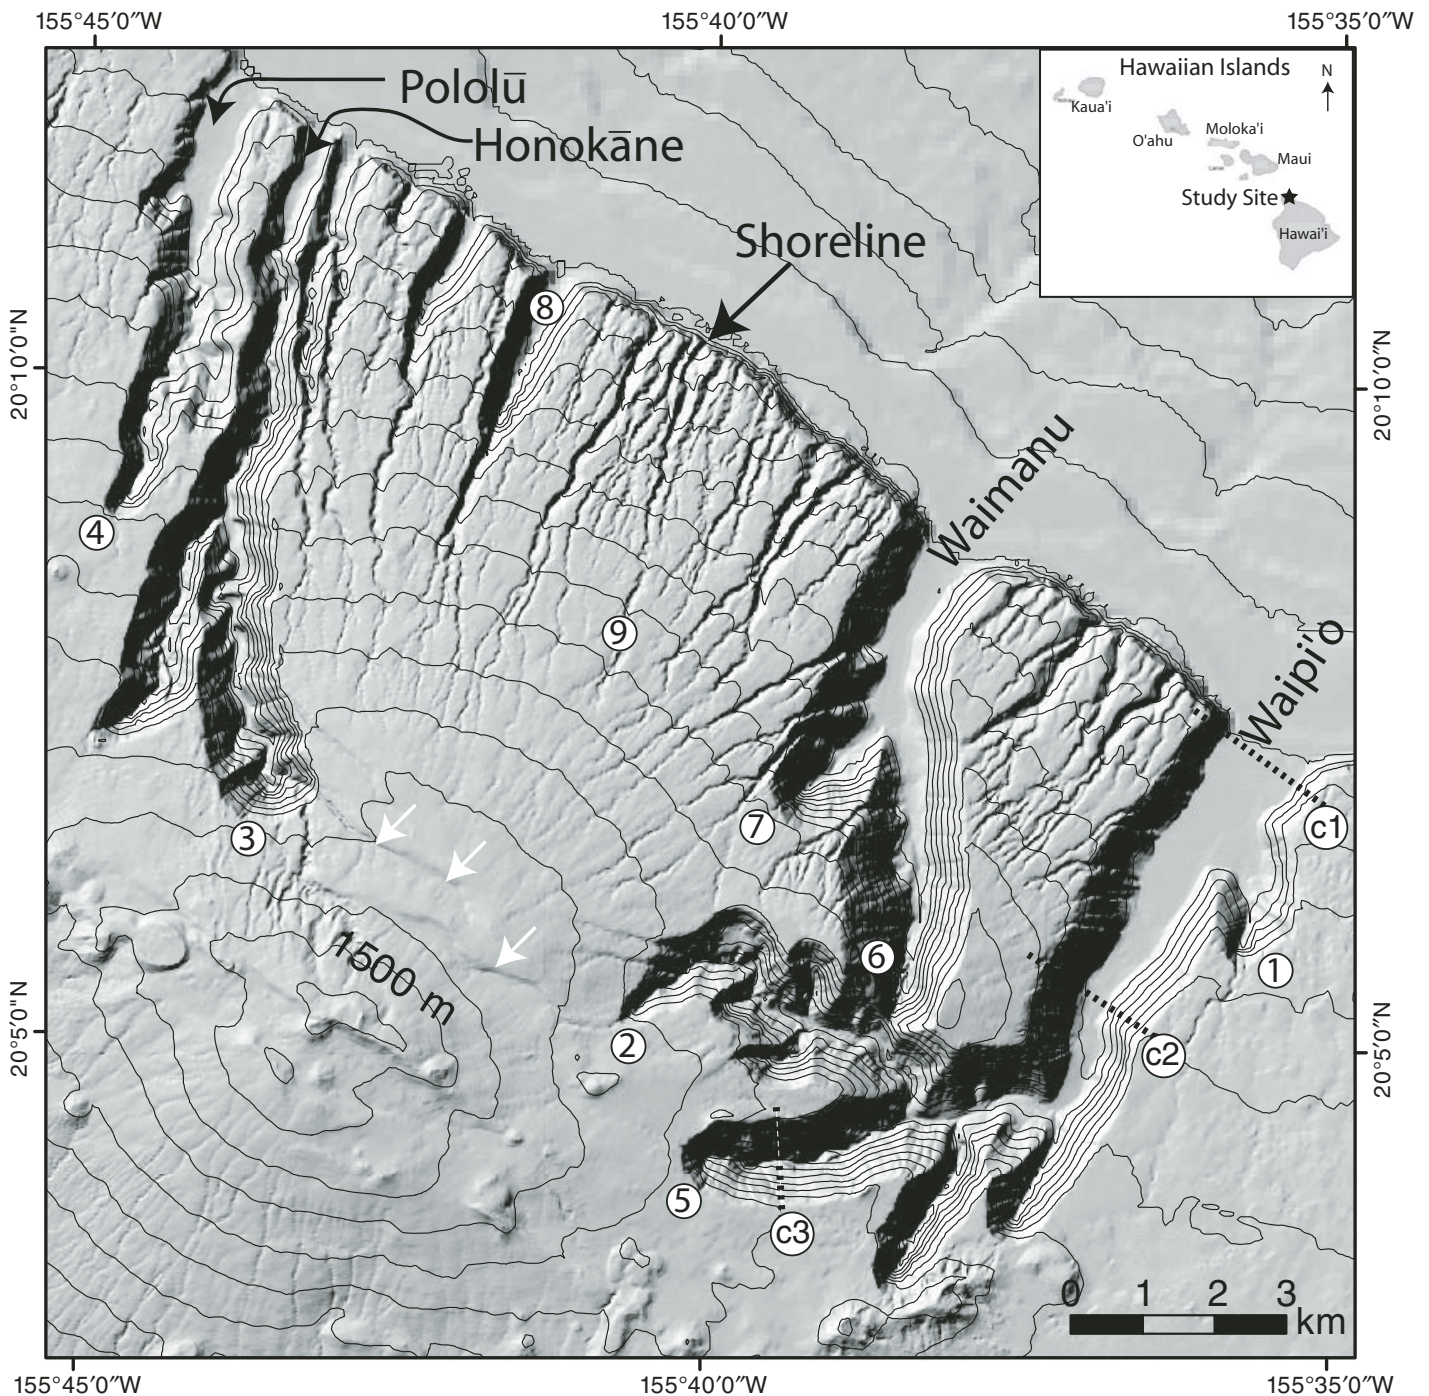 155°45′0″W
155°40′0″W
155°35′0″W
Hawaiian Islands
N
Kaua'i
O'ahu
Moloka'i
Maui
Study Site
Hawai'i
Pololū
Honokāne
Shoreline
8
20°10′0″N
20°10′0″N
Waimanu
4
9
Waipi'o
7
c1
3
6
1
1500 m
2
20°5′0″N
20°5′0″N
c2
5
c3
0 1 2 3
km
155°45′0″W
155°40′0″W
155°35′0″W